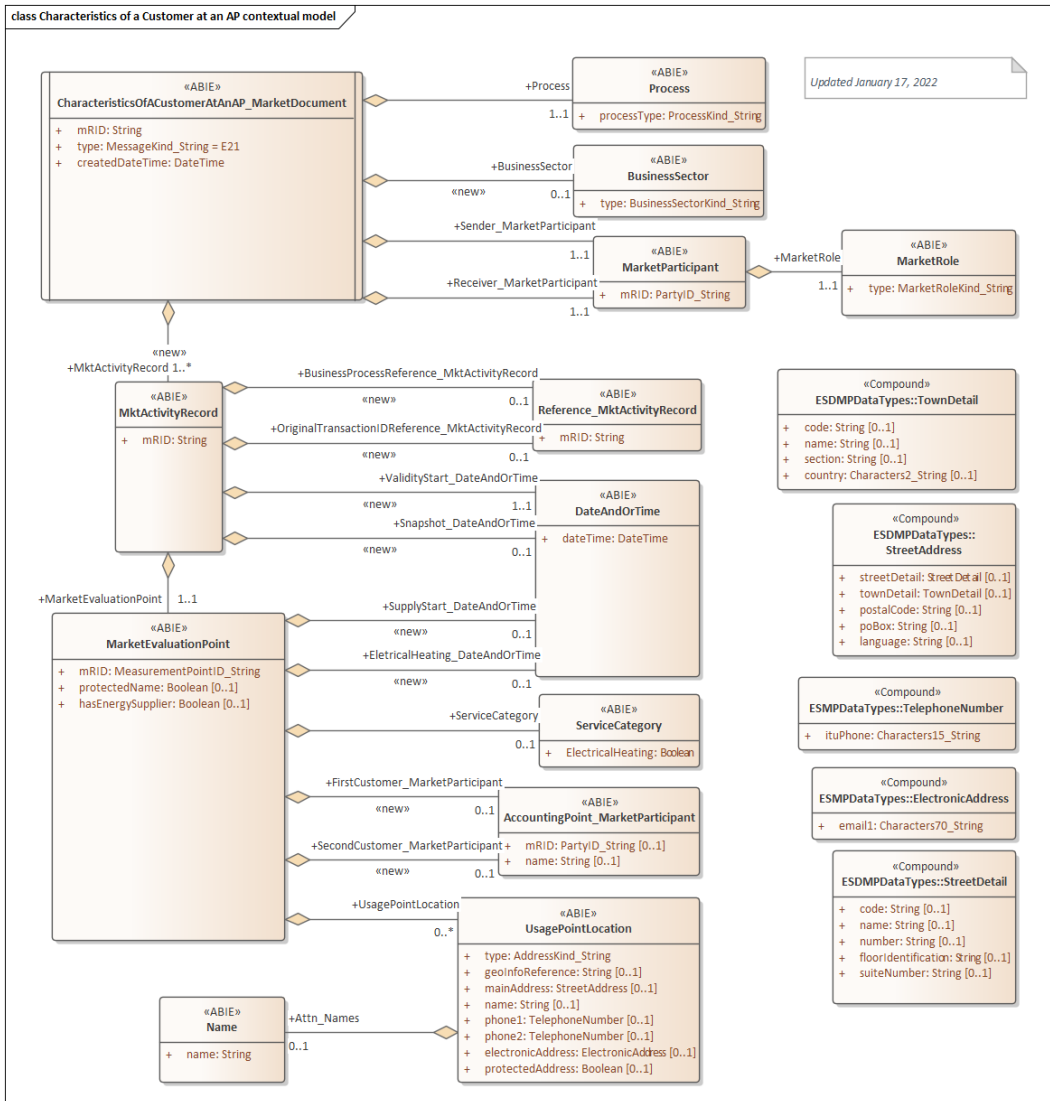 class Characteristics of a Customer at an AP contextual model
Updated January 17, 2022
«ABIE»
CharacteristicsOfACustomerAtAnAP_MarketDocument
+ mRID: String
+ type: MessageKind_String = E21
+ createdDateTime: DateTime
+Process
1..1
«ABIE»
Process
+ processType: ProcessKind_String
+BusinessSector
«new»
0..1
«ABIE»
BusinessSector
+ type: BusinessSectorKind_String
+Sender_MarketParticipant
1..1
+Receiver_MarketParticipant
1..1
«ABIE»
MarketParticipant
+ mRID: PartyID_String
+MarketRole
1..1
«ABIE»
MarketRole
+ type: MarketRoleKind_String
«new»
+MktActivityRecord 1..*
«ABIE»
MktActivityRecord
+ mRID: String
+BusinessProcessReference_MktActivityRecord
«new»
0..1
+OriginalTransactionIDReference_MktActivityRecord
«new»
0..1
«ABIE»
Reference_MktActivityRecord
+ mRID: String
+ValidityStart_DateAndOrTime
«new»
1..1
+Snapshot_DateAndOrTime
«new»
0..1
«ABIE»
DateAndOrTime
+ dateTime: DateTime
+MarketEvaluationPoint
1..1
«ABIE»
MarketEvaluationPoint
+ mRID: MeasurementPointID_String
+ protectedName: Boolean [0..1]
+ hasEnergySupplier: Boolean [0..1]
+SupplyStart_DateAndOrTime
«new»
0..1
+EletricalHeating_DateAndOrTime
«new»
0..1
+ServiceCategory
0..1
«ABIE»
ServiceCategory
+ ElectricalHeating: Boolean
+FirstCustomer_MarketParticipant
«new»
0..1
+SecondCustomer_MarketParticipant
«new»
0..1
«ABIE»
AccountingPoint_MarketParticipant
+ mRID: PartyID_String [0..1]
+ name: String [0..1]
+UsagePointLocation
0..*
«ABIE»
UsagePointLocation
+ type: AddressKind_String
+ geoInfoReference: String [0..1]
+ mainAddress: StreetAddress [0..1]
+ name: String [0..1]
+ phone1: TelephoneNumber [0..1]
+ phone2: TelephoneNumber [0..1]
+ electronicAddress: ElectronicAddress [0..1]
+ protectedAddress: Boolean [0..1]
+Attn_Names
0..1
«ABIE»
Name
+ name: String
«Compound»
ESDMPDataTypes::TownDetail
+ code: String [0..1]
+ name: String [0..1]
+ section: String [0..1]
+ country: Characters2_String [0..1]
«Compound»
ESDMPDataTypes::
StreetAddress
+ streetDetail: StreetDetail [0..1]
+ townDetail: TownDetail [0..1]
+ postalCode: String [0..1]
+ poBox: String [0..1]
+ language: String [0..1]
«Compound»
ESMPDataTypes::TelephoneNumber
+ ituPhone: Characters15_String
«Compound»
ESMPDataTypes::ElectronicAddress
+ email1: Characters70_String
«Compound»
ESDMPDataTypes::StreetDetail
+ code: String [0..1]
+ name: String [0..1]
+ number: String [0..1]
+ floorIdentification: String [0..1]
+ suiteNumber: String [0..1]